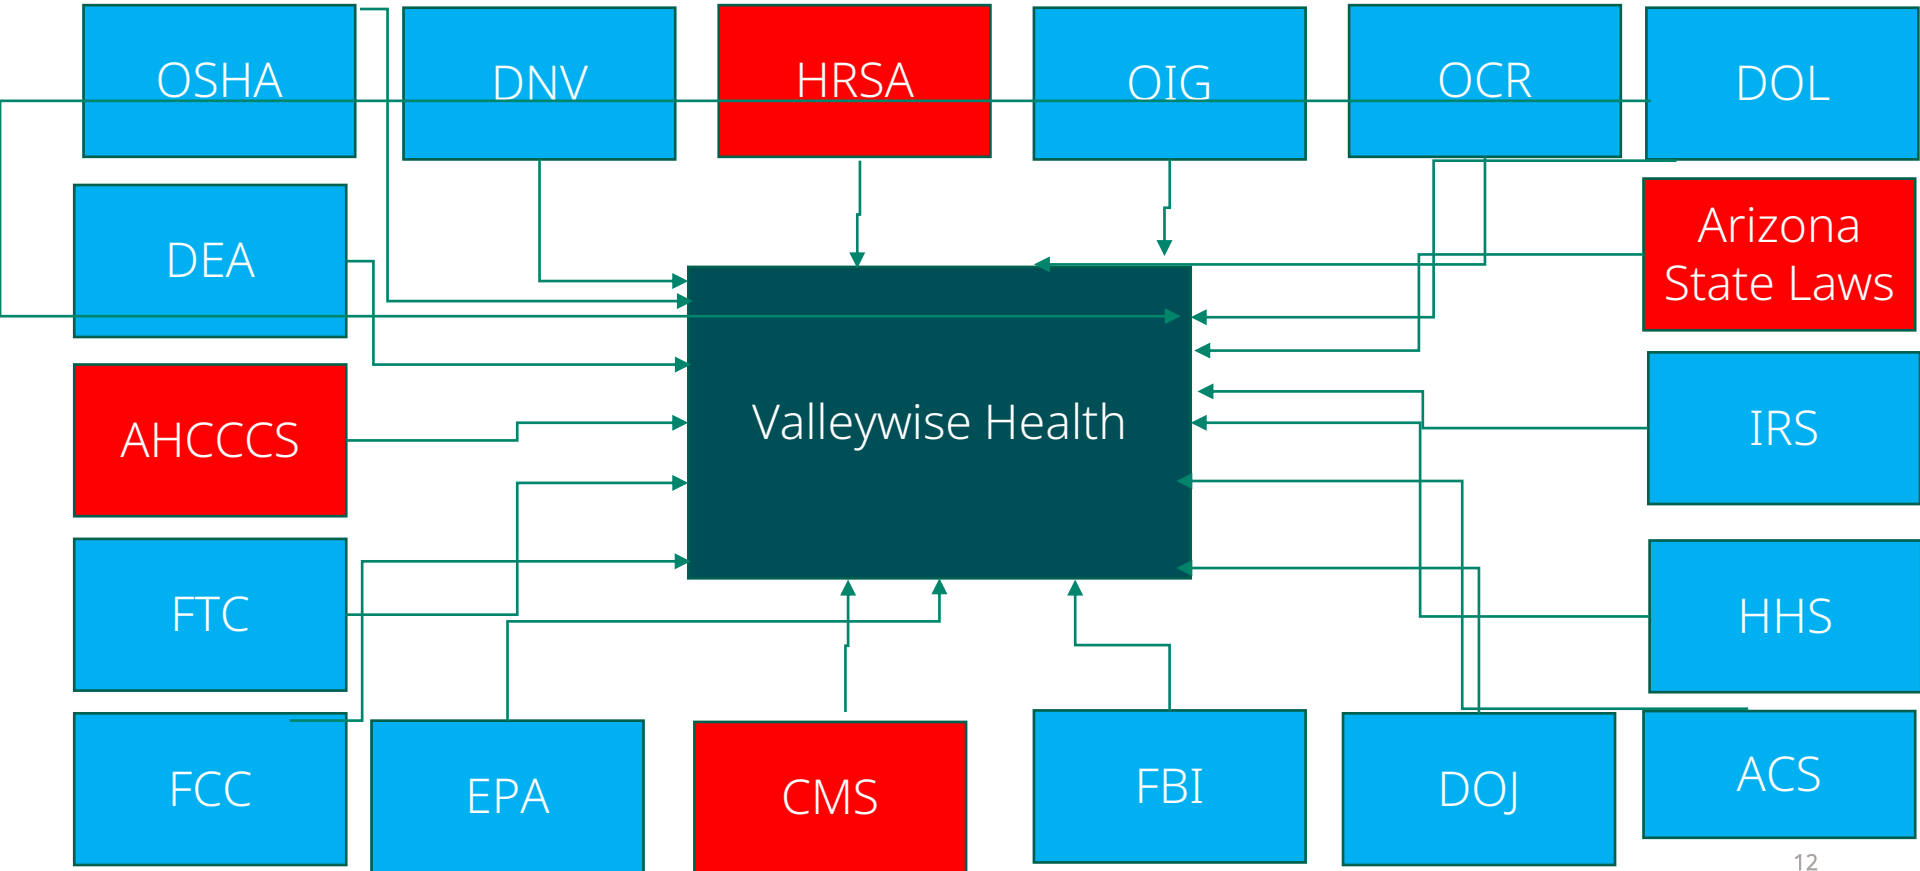 OSHA
DNV
HRSA
OIG
OCR
DOL
DEA
Arizona
State Laws
AHCCCS
Valleywise Health
IRS
FTC
HHS
FCC
EPA
CMS
FBI
DOJ
ACS
12